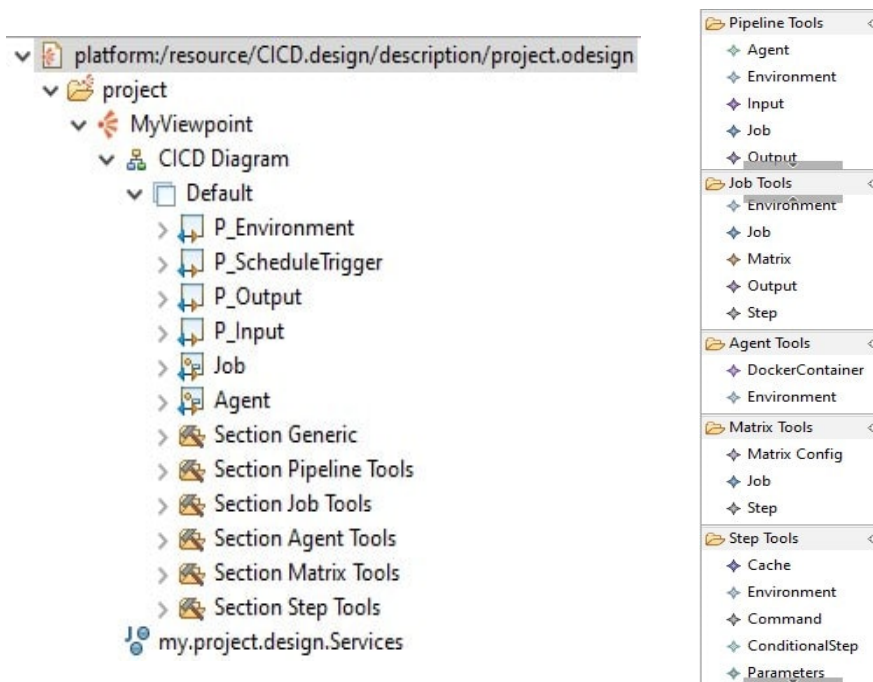 platform:/resource/CICD.design/description/project.odesign
project
MyViewpoint
CICD Diagram
Default
P_Environment
P_ScheduleTrigger
P_Output
P_Input
Job
Agent
Section Generic
Section Pipeline Tools
Section Job Tools
Section Agent Tools
Section Matrix Tools
Section Step Tools
my.project.design.Services
Pipeline Tools
Agent
Environment
Input
Job
Output
Job Tools
Environment
Job
Matrix
Output
Step
Agent Tools
DockerContainer
Environment
Matrix Tools
Matrix Config
Job
Step
Step Tools
Cache
Environment
Command
ConditionalStep
Parameters